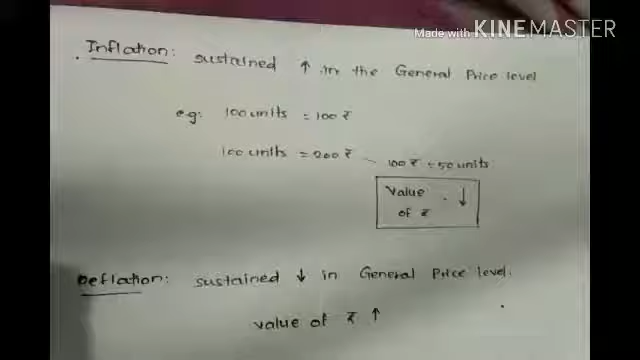 Made with KINEMASTER
Inflation: sustained ↑ in the General Price level
e.g: 100 units = 100 ₹
100 units = 200 ₹ – 100 ₹ = 50 units
Value ↓
of ₹
Deflation: sustained ↓ in General Price level.
value of ₹ ↑